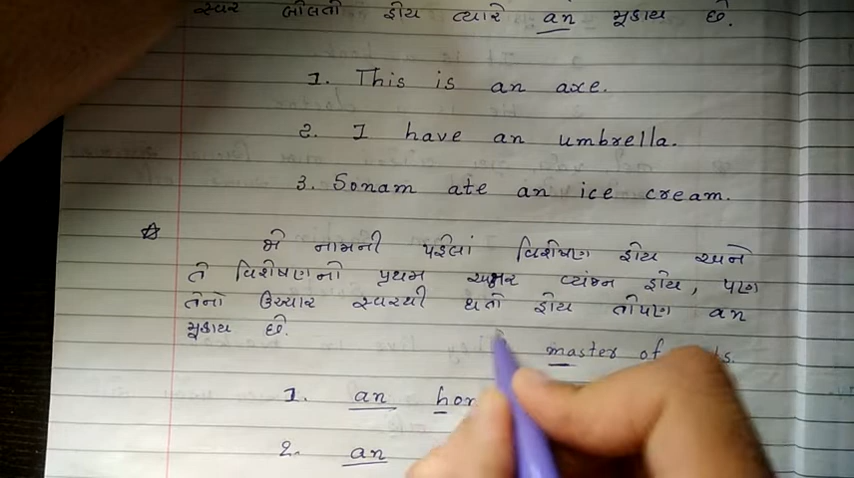 સ્વર બોલતો હોય ત્યારે an મૂકાય છે.
1. This is an axe.
2. I have an umbrella.
3. Sonam ate an ice cream.
જે નામની પહેલાં વિશેષણ હોય અને
તે વિશેષણનો પ્રથમ અક્ષર વ્યંજન હોય, પણ
તેનો ઉચ્ચાર સ્વરથી થતો હોય તોપણ an
મૂકાય છે.
master of
1. an
2. an